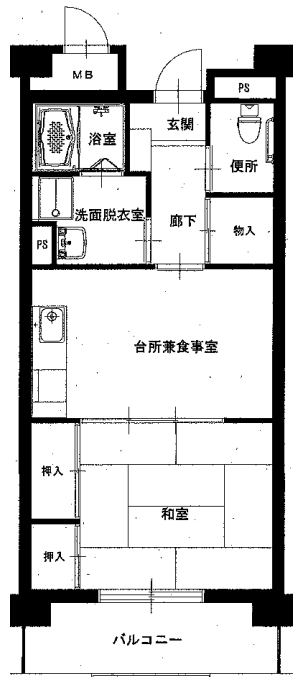 MB
PS
玄関
浴室
便所
洗面脱衣室
廊下
物入
PS
台所兼食事室
押入
和室
押入
バルコニー